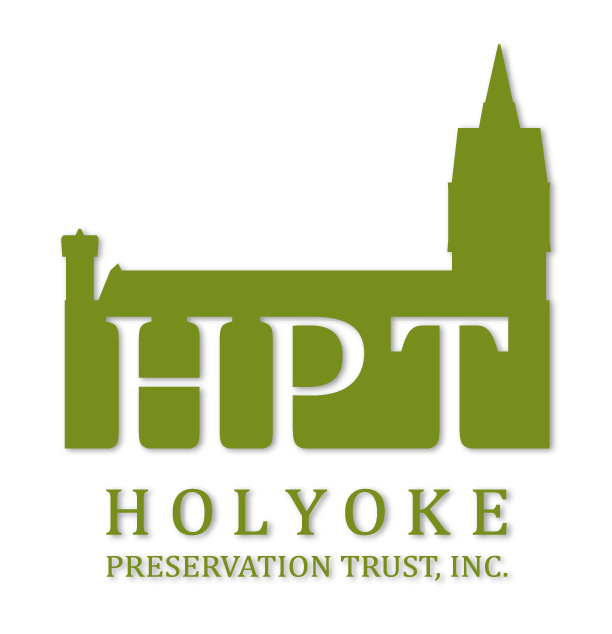 HPT
HOLYOKE
PRESERVATION TRUST, INC.